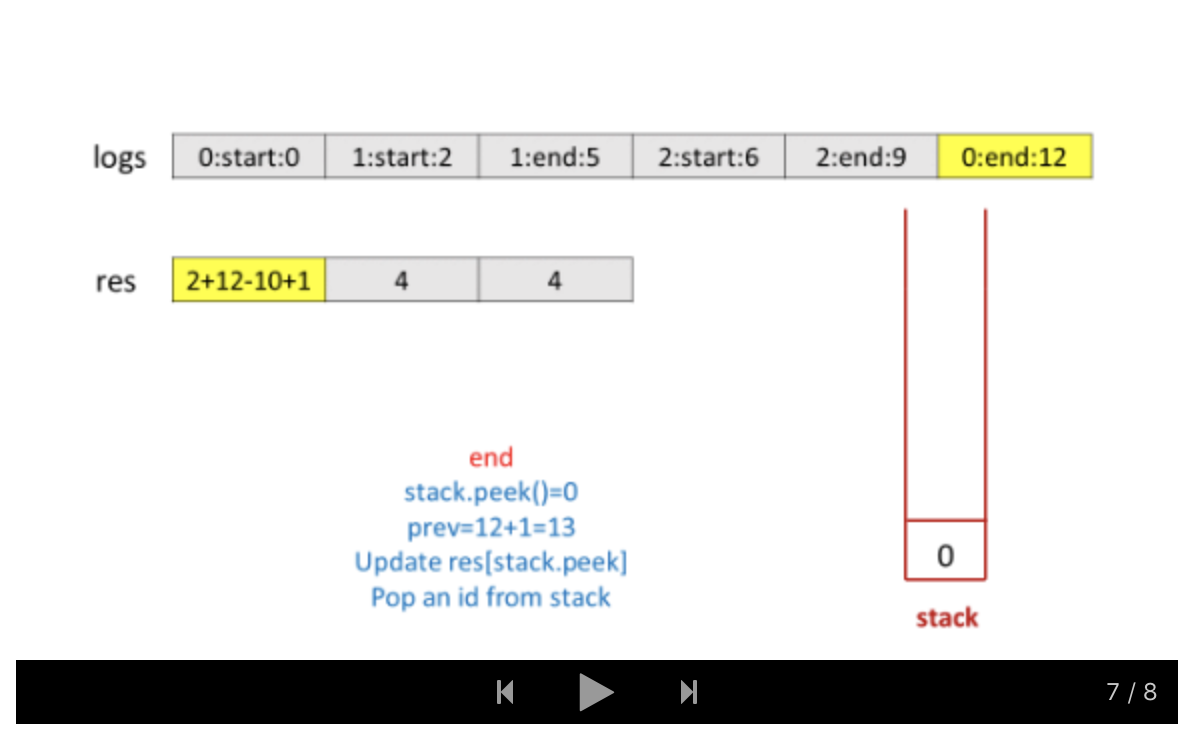 logs 0:start:0 1:start:2 1:end:5 2:start:6 2:end:9 0:end:12
res 2+12-10+1 4 4
end
stack.peek()=0
prev=12+1=13
Update res[stack.peek]
Pop an id from stack
0
stack
7 / 8